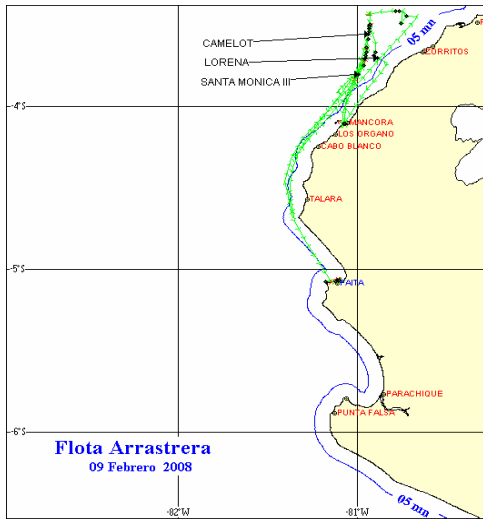 CAMELOT
LORENA
SANTA MONICA III
05 mn
CORRITOS
-4°S
MANCORA
LOS ORGANO
CABO BLANCO
TALARA
-5°S
PAITA
PARACHIQUE
PUNTA FALSA
-6°S
Flota Arrastrera
09 Febrero 2008
05 mn
-82°W
-81°W